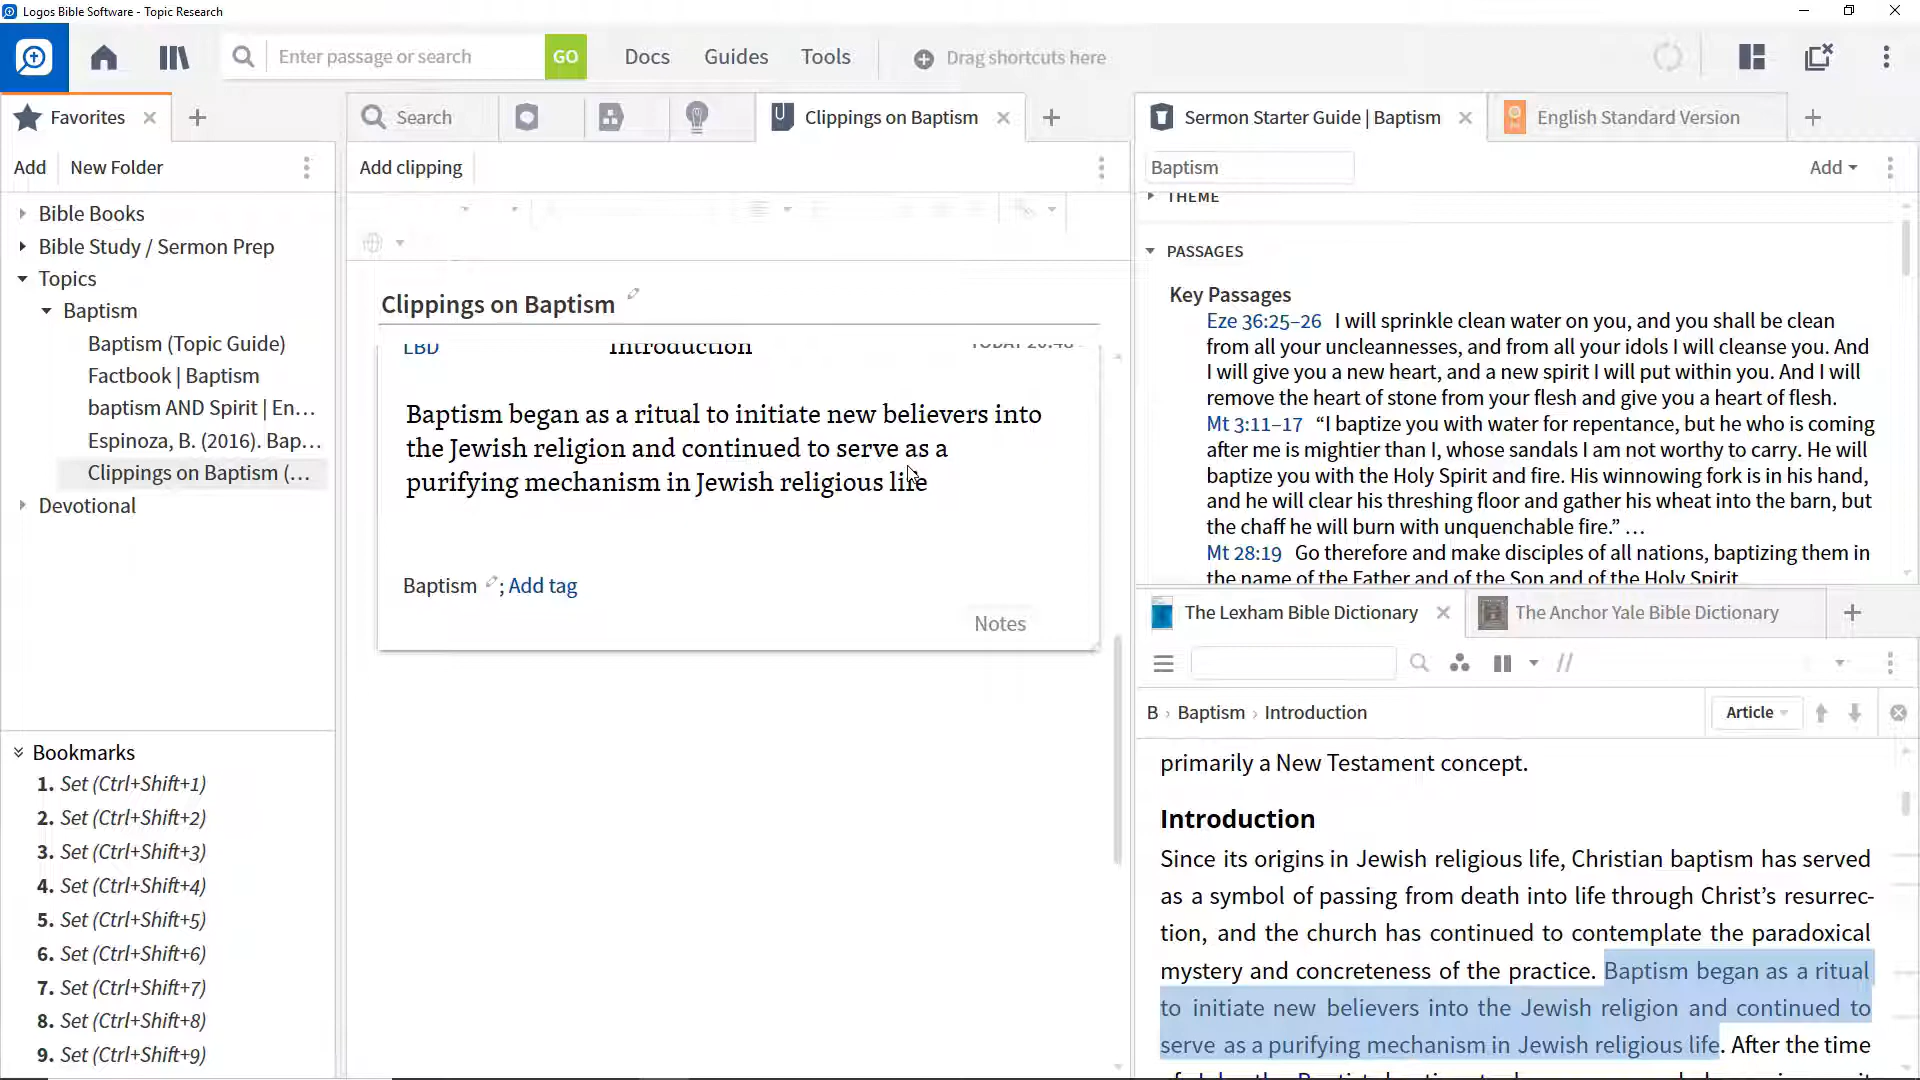 Logos Bible Software - Topic Research
Enter passage or search
GO
Docs
Guides
Tools
Drag shortcuts here
Favorites
Add
New Folder
Bible Books
Bible Study / Sermon Prep
Topics
Baptism
Baptism (Topic Guide)
Factbook | Baptism
baptism AND Spirit | En...
Espinoza, B. (2016). Bap...
Clippings on Baptism (...
Devotional
Bookmarks
1. Set (Ctrl+Shift+1)
2. Set (Ctrl+Shift+2)
3. Set (Ctrl+Shift+3)
4. Set (Ctrl+Shift+4)
5. Set (Ctrl+Shift+5)
6. Set (Ctrl+Shift+6)
7. Set (Ctrl+Shift+7)
8. Set (Ctrl+Shift+8)
9. Set (Ctrl+Shift+9)
Search
Clippings on Baptism
Add clipping
Clippings on Baptism
LBD
Introduction
Baptism began as a ritual to initiate new believers into
the Jewish religion and continued to serve as a
purifying mechanism in Jewish religious life
Baptism ; Add tag
Notes
Sermon Starter Guide | Baptism
English Standard Version
Baptism
Add
THEME
PASSAGES
Key Passages
Eze 36:25–26 I will sprinkle clean water on you, and you shall be clean
from all your uncleannesses, and from all your idols I will cleanse you. And
I will give you a new heart, and a new spirit I will put within you. And I will
remove the heart of stone from your flesh and give you a heart of flesh.
Mt 3:11–17 “I baptize you with water for repentance, but he who is coming
after me is mightier than I, whose sandals I am not worthy to carry. He will
baptize you with the Holy Spirit and fire. His winnowing fork is in his hand,
and he will clear his threshing floor and gather his wheat into the barn, but
the chaff he will burn with unquenchable fire.” …
Mt 28:19 Go therefore and make disciples of all nations, baptizing them in
the name of the Father and of the Son and of the Holy Spirit
The Lexham Bible Dictionary
The Anchor Yale Bible Dictionary
B › Baptism › Introduction
Article
primarily a New Testament concept.
Introduction
Since its origins in Jewish religious life, Christian baptism has served
as a symbol of passing from death into life through Christ’s resurrec-
tion, and the church has continued to contemplate the paradoxical
mystery and concreteness of the practice. Baptism began as a ritual
to initiate new believers into the Jewish religion and continued to
serve as a purifying mechanism in Jewish religious life. After the time